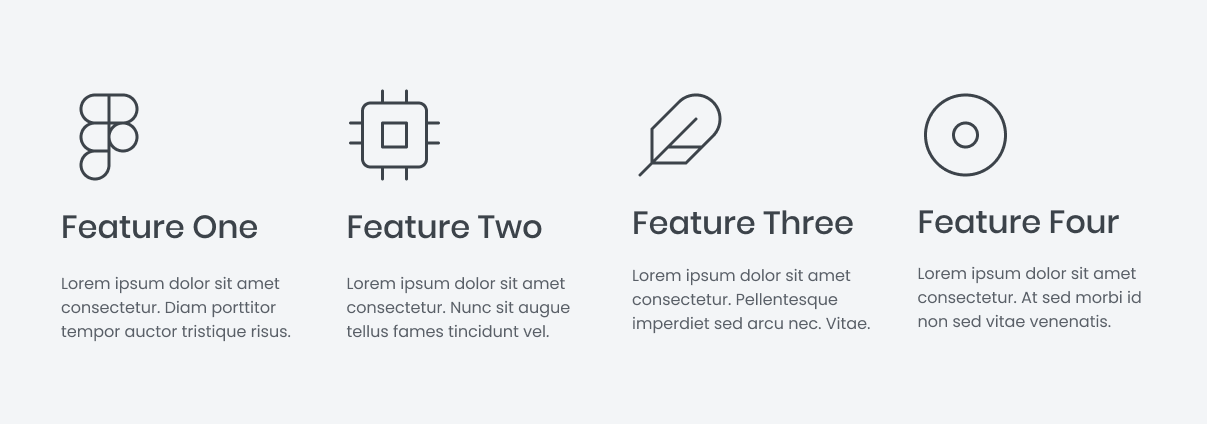 Feature One
Lorem ipsum dolor sit amet
consectetur. Diam porttitor
tempor auctor tristique risus.
Feature Two
Lorem ipsum dolor sit amet
consectetur. Nunc sit augue
tellus fames tincidunt vel.
Feature Three
Lorem ipsum dolor sit amet
consectetur. Pellentesque
imperdiet sed arcu nec. Vitae.
Feature Four
Lorem ipsum dolor sit amet
consectetur. At sed morbi id
non sed vitae venenatis.